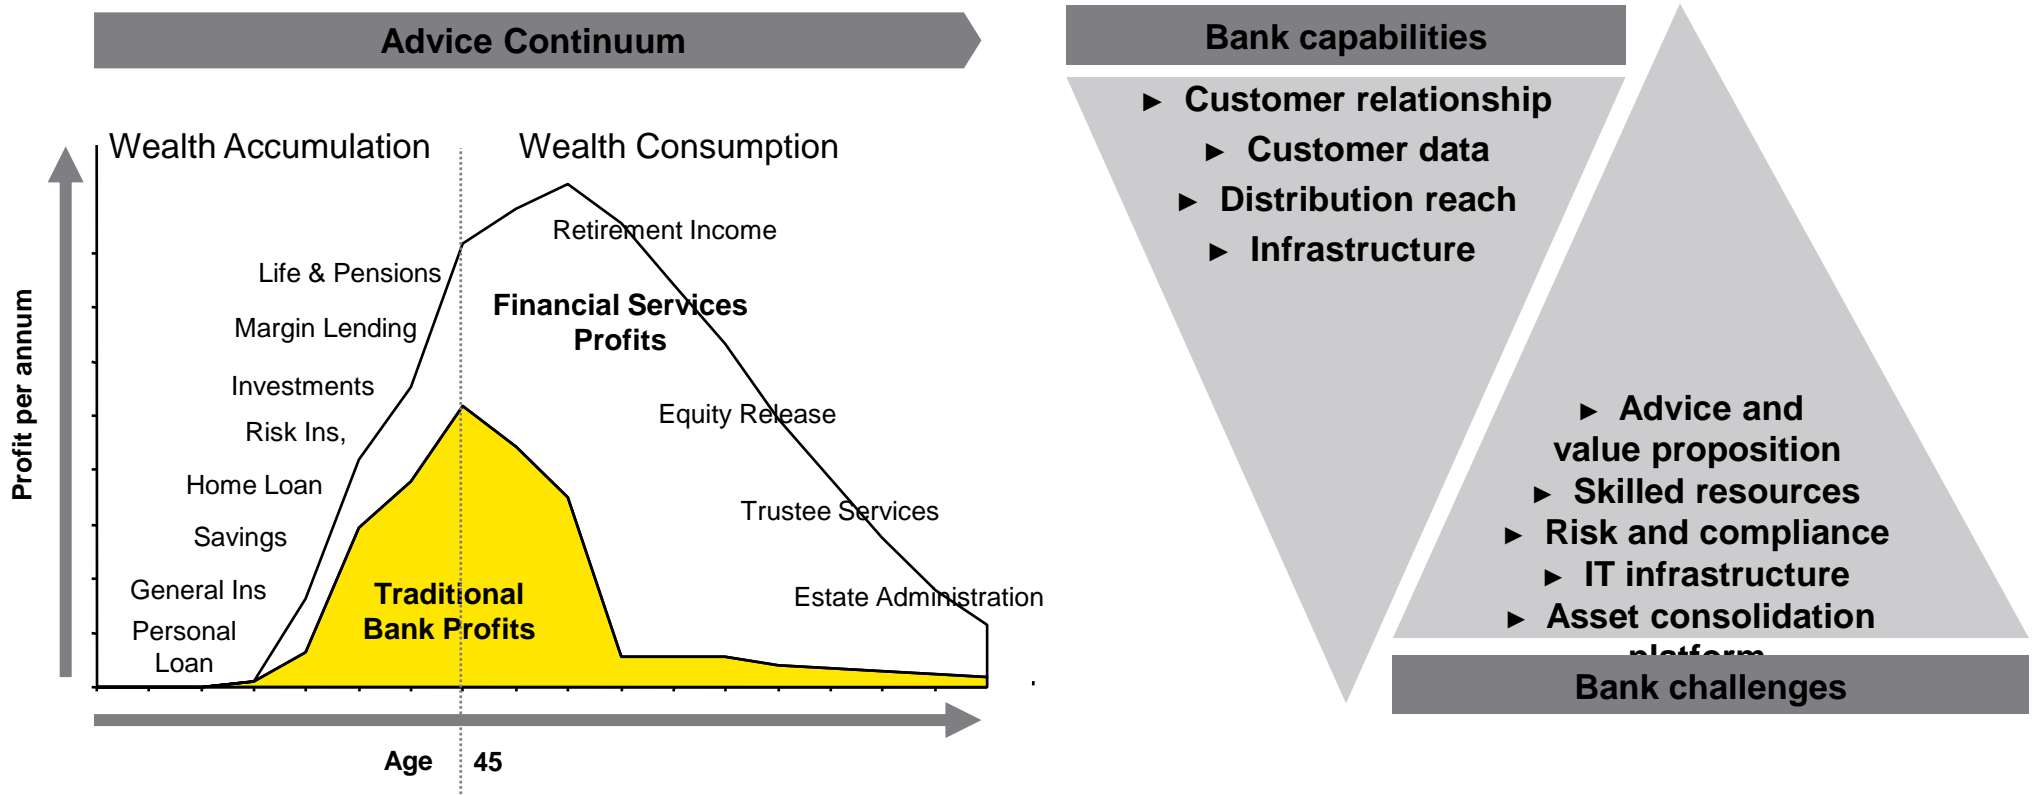 Advice Continuum
Wealth Accumulation
Wealth Consumption
Retirement Income
Life & Pensions
Financial Services
Profits
Margin Lending
Investments
Risk Ins,
Equity Release
Home Loan
Trustee Services
Savings
General Ins
Traditional
Bank Profits
Estate Administration
Personal
Loan
Profit per annum
Age
45
Bank capabilities
► Customer relationship
► Customer data
► Distribution reach
► Infrastructure
► Advice and
value proposition
► Skilled resources
► Risk and compliance
► IT infrastructure
► Asset consolidation
platform
Bank challenges